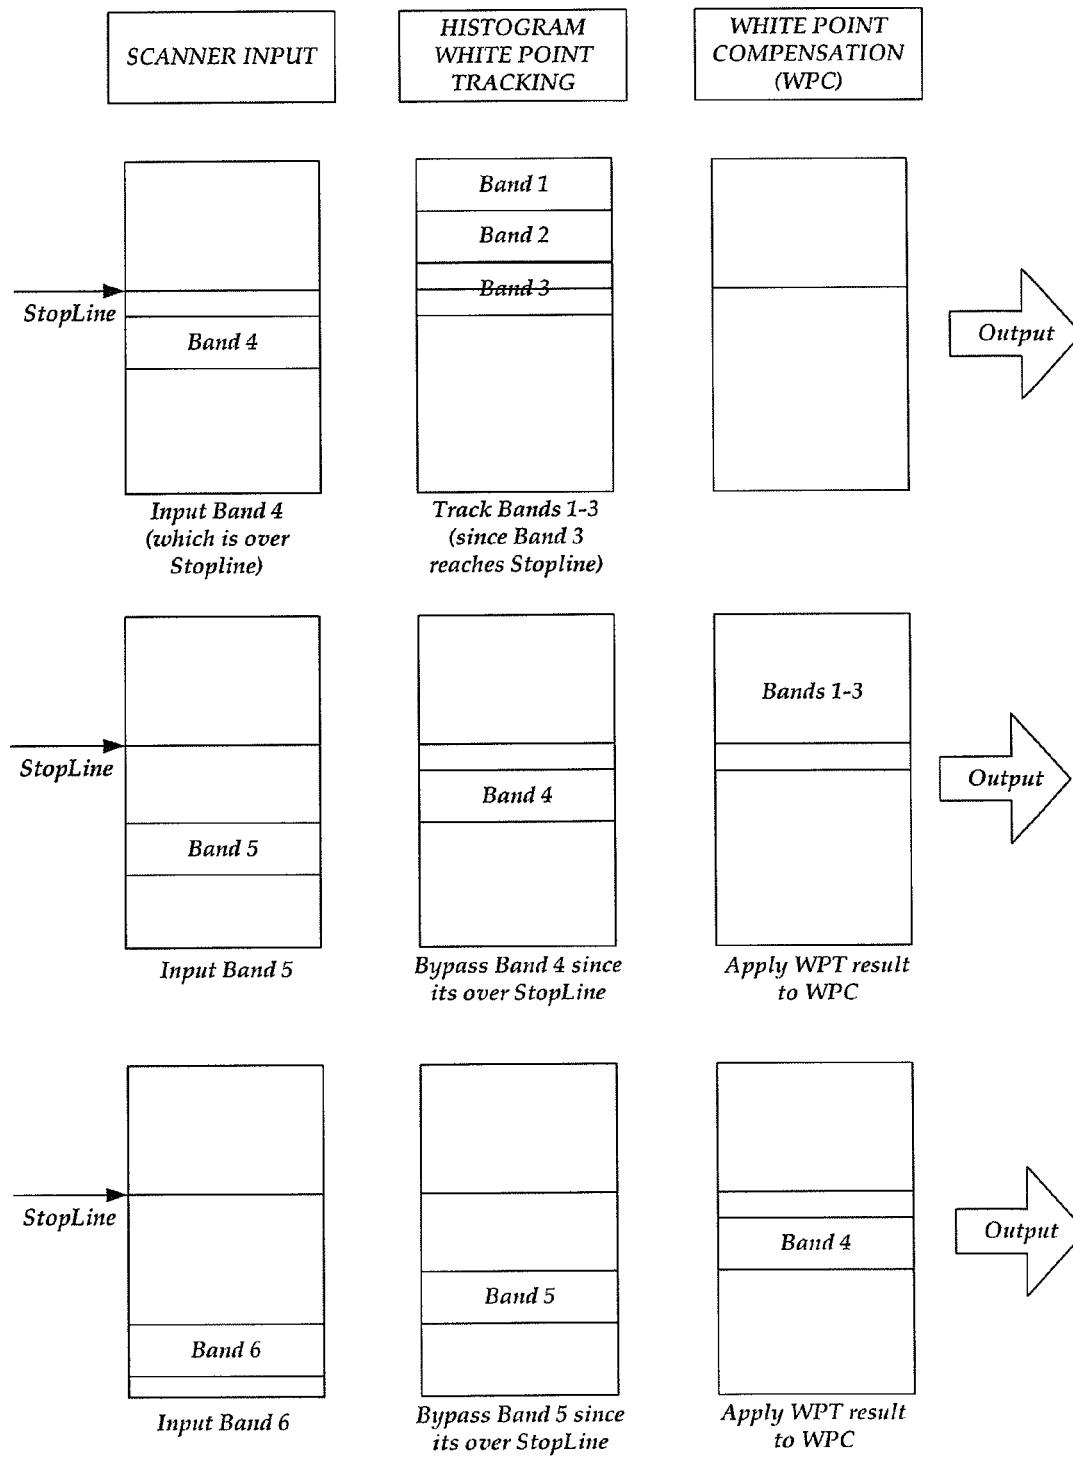 SCANNER INPUT
HISTOGRAM
WHITE POINT
TRACKING
WHITE POINT
COMPENSATION
(WPC)
Band 1
Band 2
Band 3
StopLine
Band 4
Output
Input Band 4
(which is over
Stopline)
Track Bands 1-3
(since Band 3
reaches Stopline)
Bands 1-3
StopLine
Band 4
Output
Band 5
Input Band 5
Bypass Band 4 since
its over StopLine
Apply WPT result
to WPC
StopLine
Band 4
Output
Band 5
Band 6
Input Band 6
Bypass Band 5 since
its over StopLine
Apply WPT result
to WPC